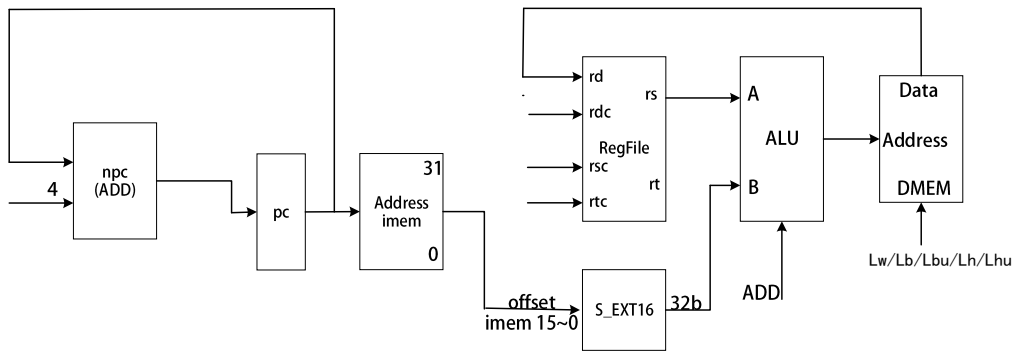 4
npc
(ADD)
pc
31
Address
imem
0
offset
imem 15~0
S_EXT16
32b
rd
rdc
rs
RegFile
rsc
rt
rtc
A
ALU
B
ADD
Data
Address
DMEM
Lw/Lb/Lbu/Lh/Lhu